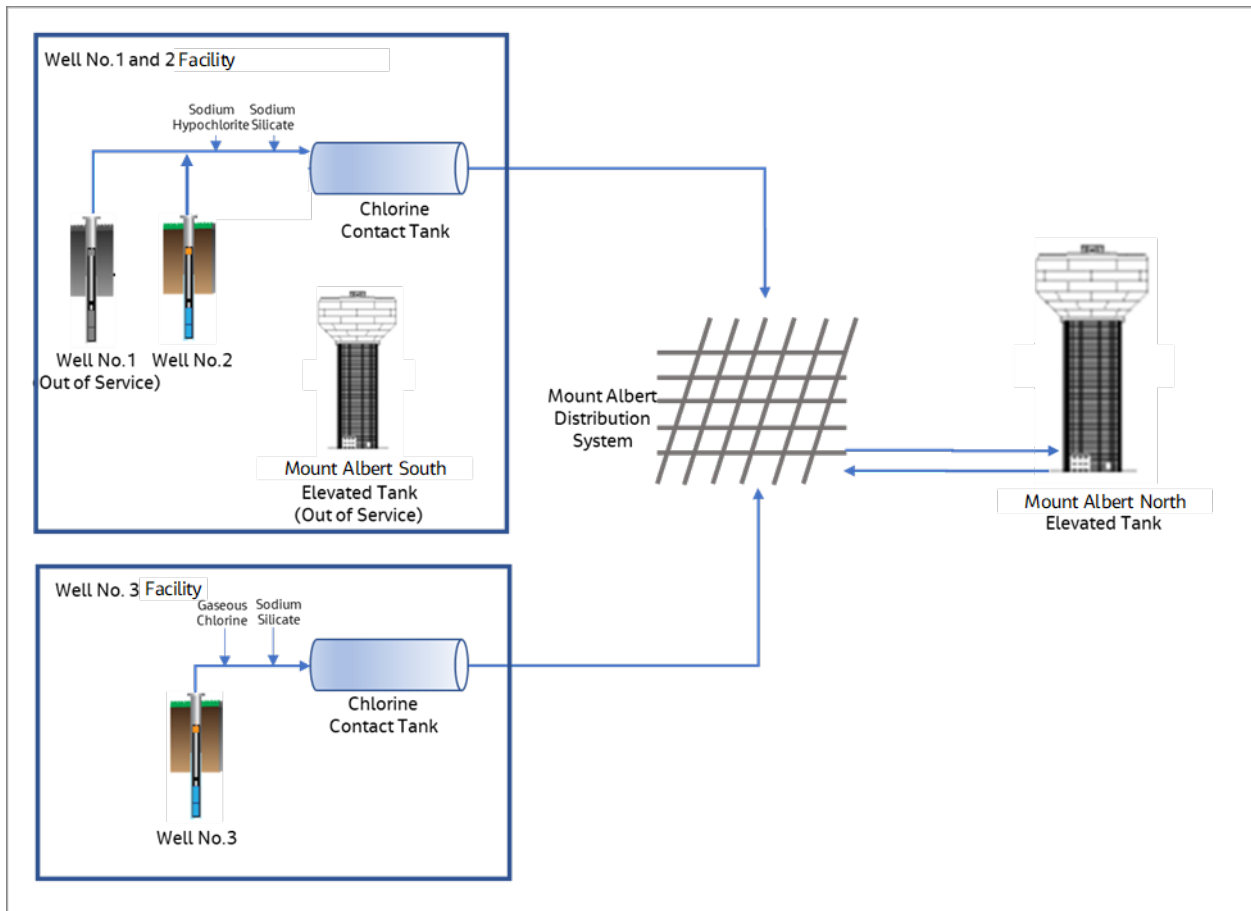 Well No.1 and 2 Facility
Sodium
Hypochlorite
Sodium
Silicate
Chlorine
Contact Tank
Well No.1
(Out of Service)
Well No.2
Mount Albert South
Elevated Tank
(Out of Service)
Mount Albert
Distribution
System
Mount Albert North
Elevated Tank
Well No. 3 Facility
Gaseous
Chlorine
Sodium
Silicate
Chlorine
Contact Tank
Well No.3